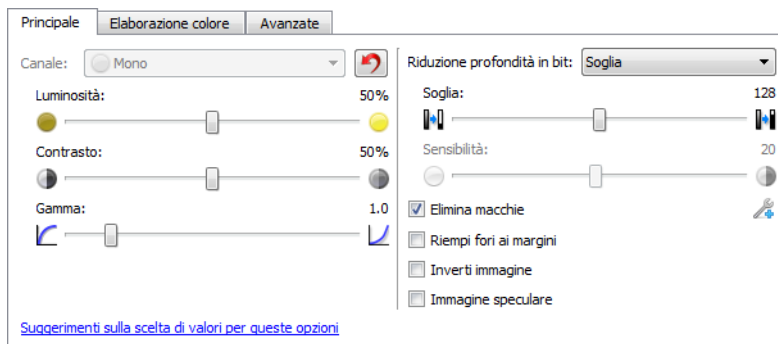 Principale Elaborazione colore Avanzate
Canale: Mono
Luminosità: 50%
Contrasto: 50%
Gamma: 1.0
Riduzione profondità in bit: Soglia
Soglia: 128
Sensibilità: 20
Elimina macchie
Riempi fori ai margini
Inverti immagine
Immagine speculare
Suggerimenti sulla scelta di valori per queste opzioni